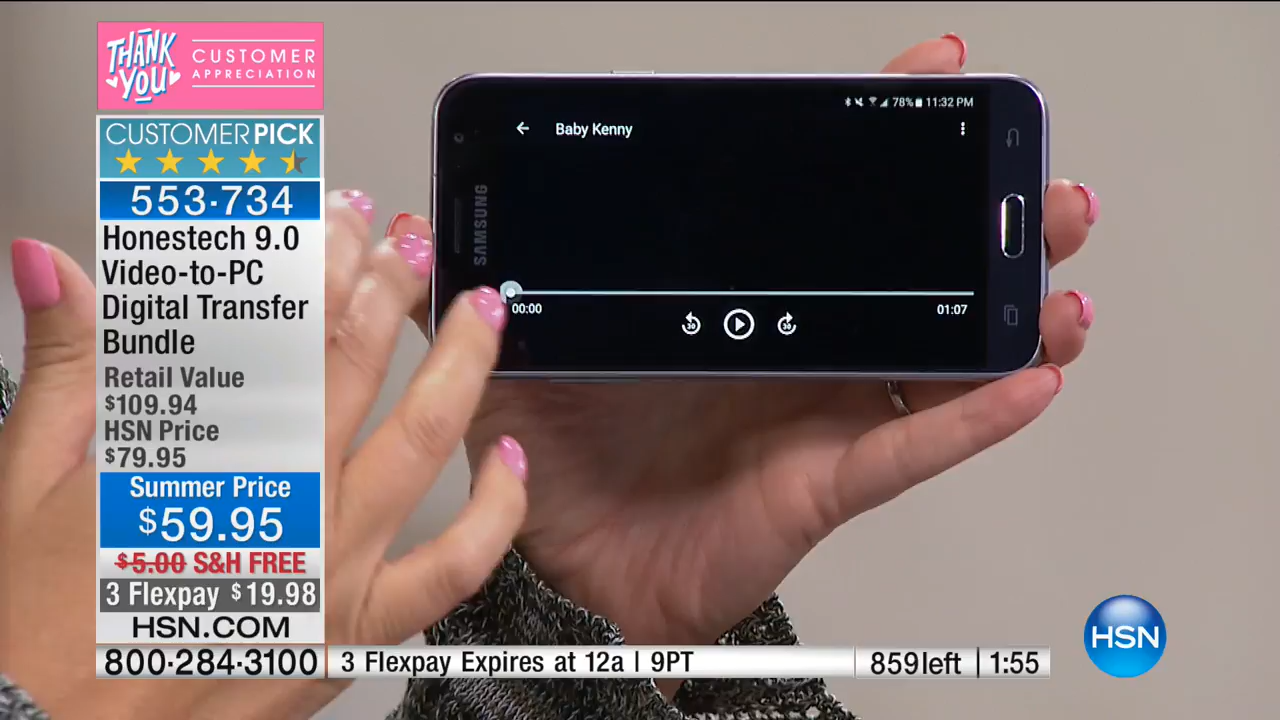 THANK
YOU
CUSTOMER
APPRECIATION
CUSTOMERPICK
553·734
Honestech 9.0
Video-to-PC
Digital Transfer
Bundle
Retail Value
$109.94
HSN Price
$79.95
Summer Price
$59.95
$5.00 S&H FREE
3 Flexpay $19.98
HSN.COM
800·284·3100
3 Flexpay Expires at 12a | 9PT
859left
1:55
78% 11:32 PM
Baby Kenny
SAMSUNG
00:00
01:07
30
30
HSN